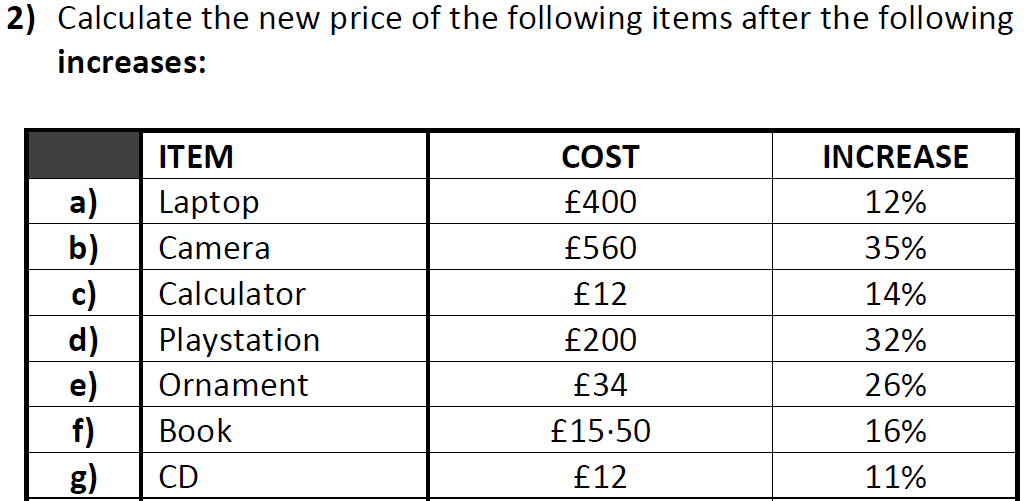 2) Calculate the new price of the following items after the following
increases:
ITEM COST INCREASE
a) Laptop £400 12%
b) Camera £560 35%
c) Calculator £12 14%
d) Playstation £200 32%
e) Ornament £34 26%
f) Book £15·50 16%
g) CD £12 11%